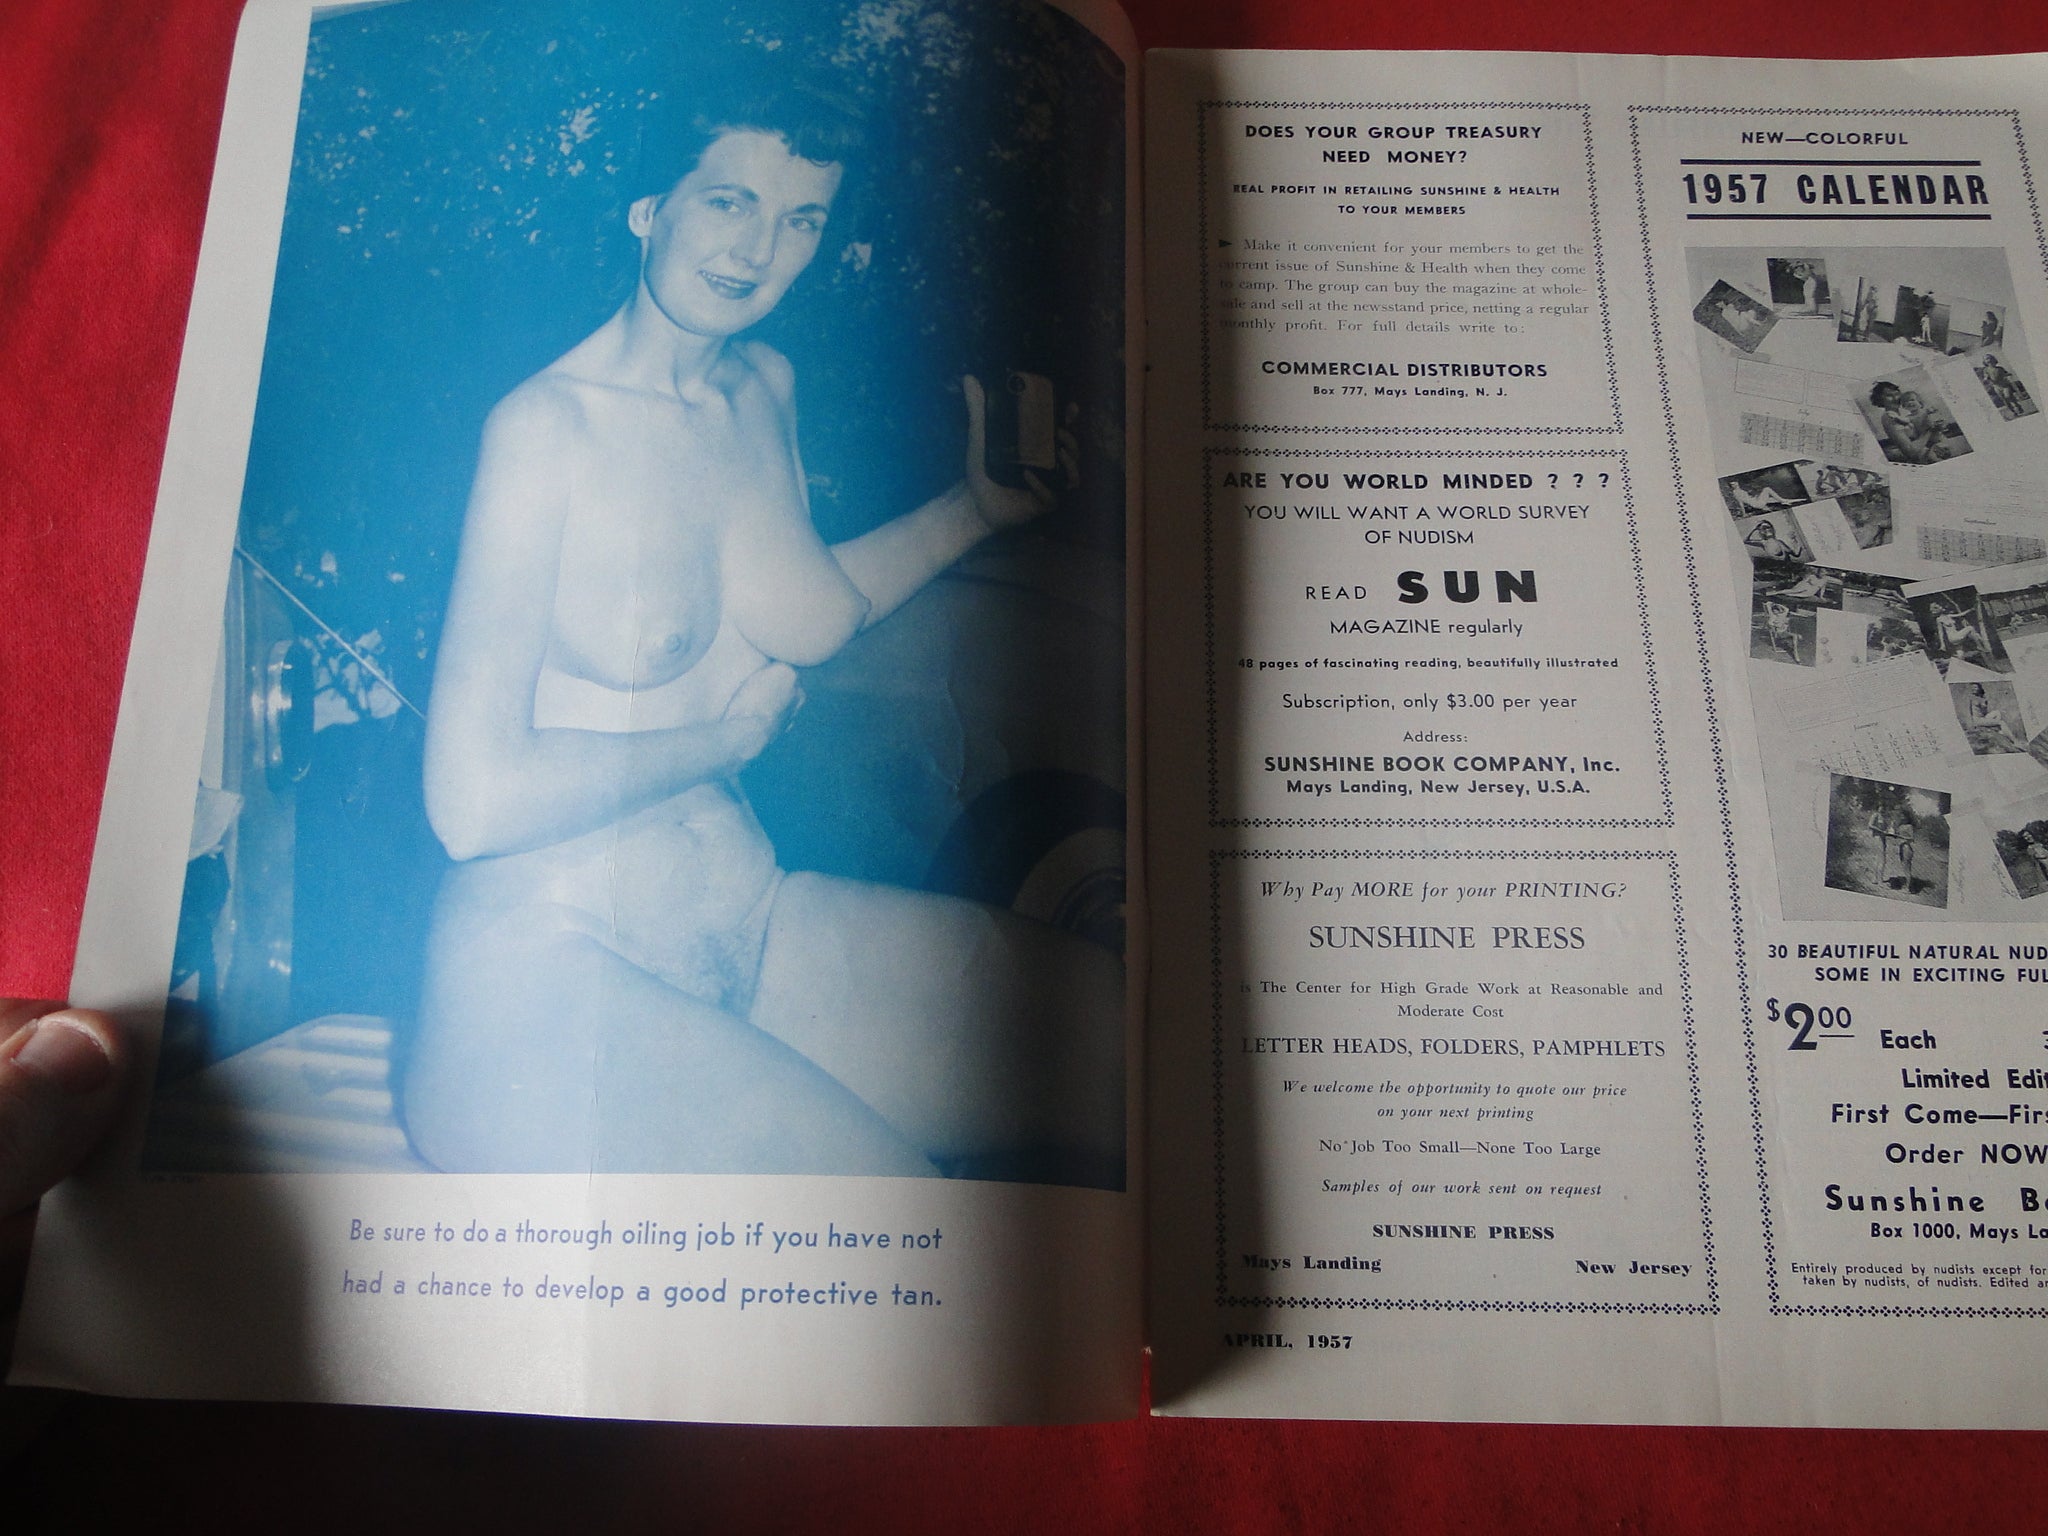 Be sure to do a thorough oiling job if you have not
had a chance to develop a good protective tan.
DOES YOUR GROUP TREASURY
NEED MONEY?
REAL PROFIT IN RETAILING SUNSHINE & HEALTH
TO YOUR MEMBERS
Make it convenient for your members to get the
current issue of Sunshine & Health when they come
to camp. The group can buy the magazine at whole-
sale and sell at the newsstand price, netting a regular
monthly profit. For full details write to:
COMMERCIAL DISTRIBUTORS
Box 777, Mays Landing, N. J.
ARE YOU WORLD MINDED ? ? ?
YOU WILL WANT A WORLD SURVEY
OF NUDISM
READ SUN
MAGAZINE regularly
48 pages of fascinating reading, beautifully illustrated
Subscription, only $3.00 per year
Address:
SUNSHINE BOOK COMPANY, Inc.
Mays Landing, New Jersey, U.S.A.
Why Pay MORE for your PRINTING?
SUNSHINE PRESS
is The Center for High Grade Work at Reasonable and
Moderate Cost
LETTER HEADS, FOLDERS, PAMPHLETS
We welcome the opportunity to quote our price
on your next printing
No Job Too Small—None Too Large
Samples of our work sent on request
SUNSHINE PRESS
Mays Landing New Jersey
APRIL, 1957
NEW—COLORFUL
1957 CALENDAR
30 BEAUTIFUL NATURAL NUD
SOME IN EXCITING FUL
$2.00 Each 3
Limited Edit
First Come—Firs
Order NOW
Sunshine Bo
Box 1000, Mays La
Entirely produced by nudists except for
taken by nudists, of nudists. Edited an